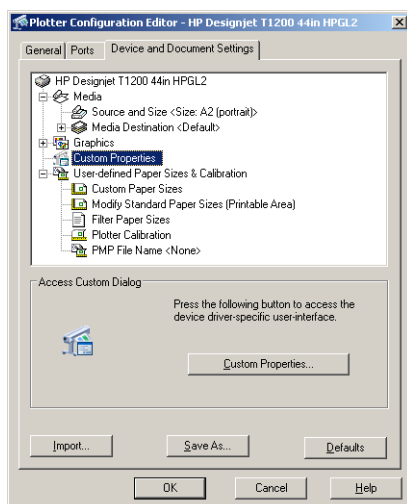 Plotter Configuration Editor - HP Designjet T1200 44in HPGL2
General Ports Device and Document Settings
HP Designjet T1200 44in HPGL2
Media
Source and Size <Size: A2 (portrait)>
Media Destination <Default>
Graphics
Custom Properties
User-defined Paper Sizes & Calibration
Custom Paper Sizes
Modify Standard Paper Sizes (Printable Area)
Filter Paper Sizes
Plotter Calibration
PMP File Name <None>
Access Custom Dialog
Press the following button to access the
device driver-specific user-interface.
Custom Properties...
Import... Save As... Defaults
OK Cancel Help